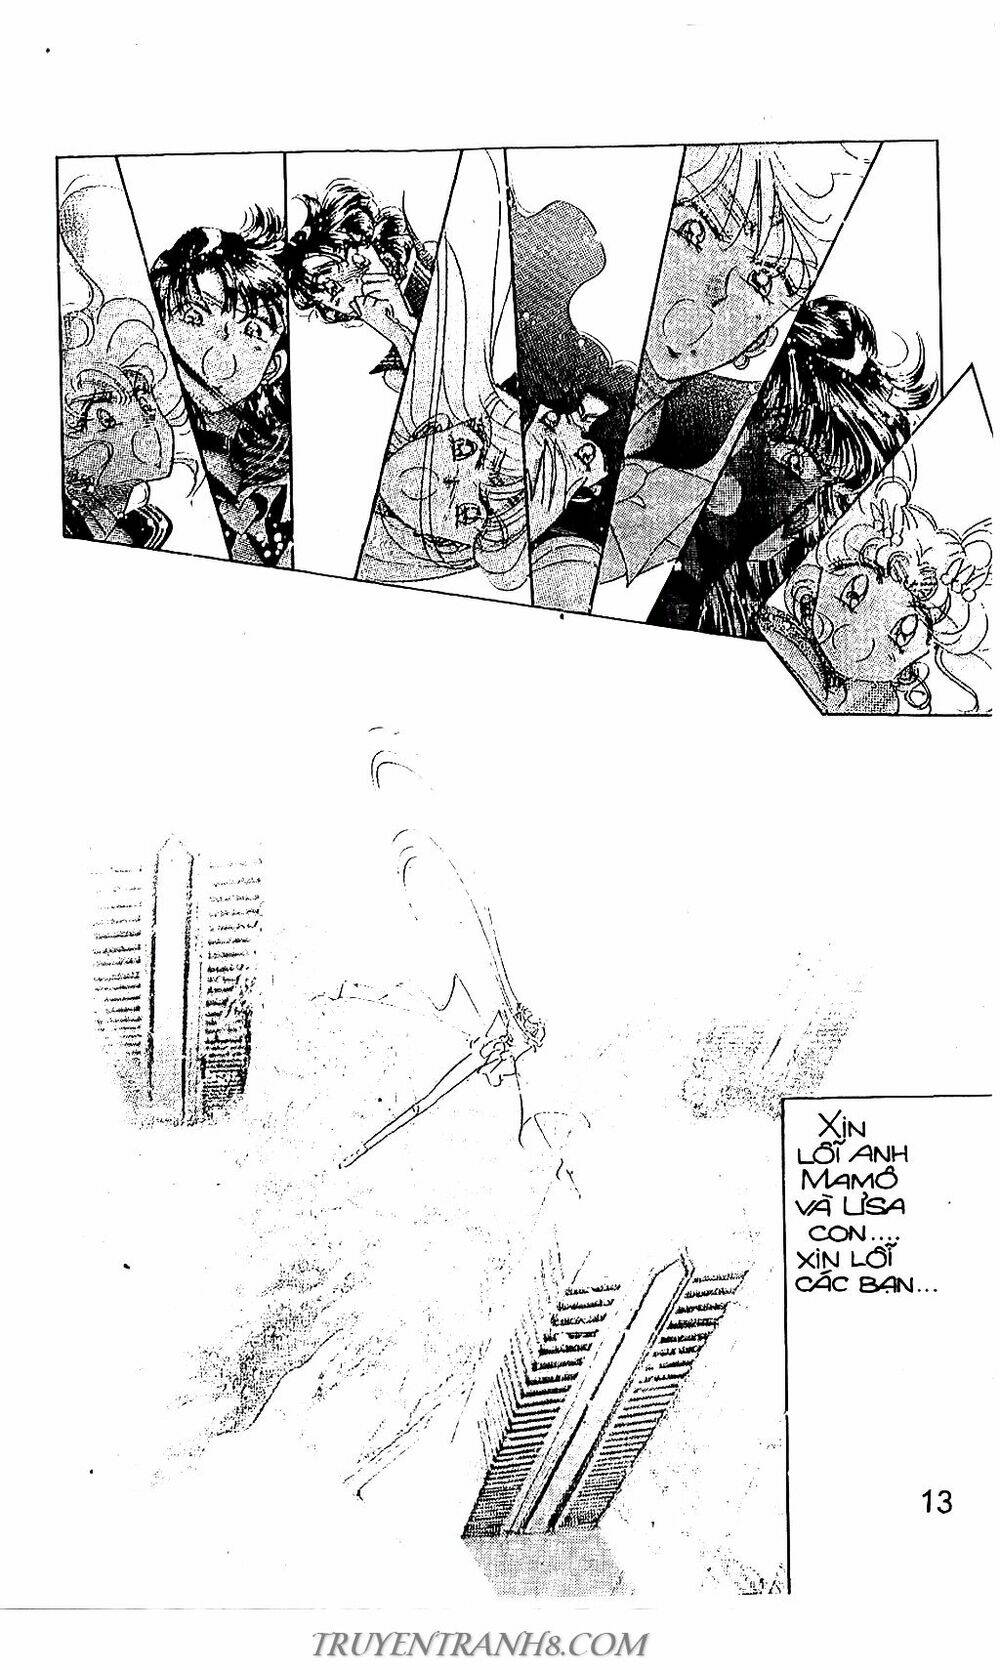 XIN
LỖI ANH
MAMÔ
VÀ LISA
CON....
XIN LỖI
CÁC BẠN...
13
TRUYENTRANH8.COM